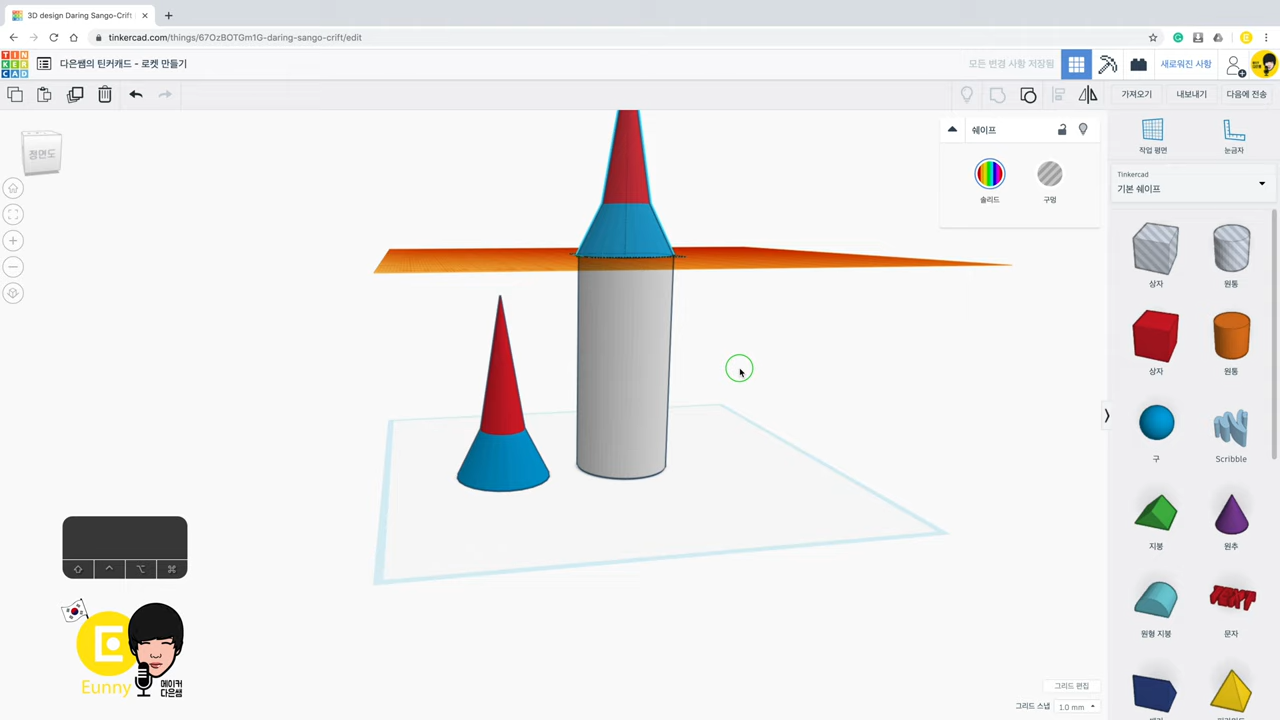 3D design Daring Sango-Crift
tinkercad.com/things/67OzBOTGm1G-daring-sango-crift/edit
TIN
KER
CAD
다은쌤의 틴커캐드 - 로켓 만들기
모든 변경 사항 저장됨
새로워진 사항
가져오기
내보내기
다음에 전송
정면도
쉐이프
솔리드
구멍
작업 평면
눈금자
Tinkercad
기본 쉐이프
상자
원통
상자
원통
구
Scribble
지붕
원추
원형 지붕
문자
TEXT
Eunny
메이커
다은쌤
그리드 편집
그리드 스냅
1.0 mm